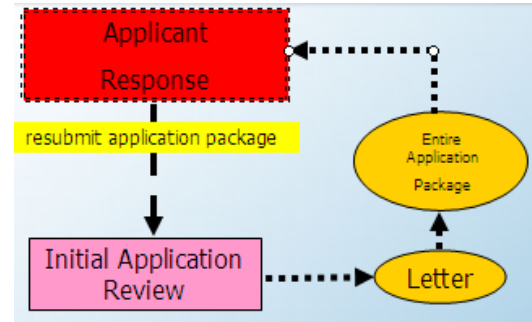 Applicant
Response
resubmit application package
Entire
Application
Package
Initial Application
Review
Letter